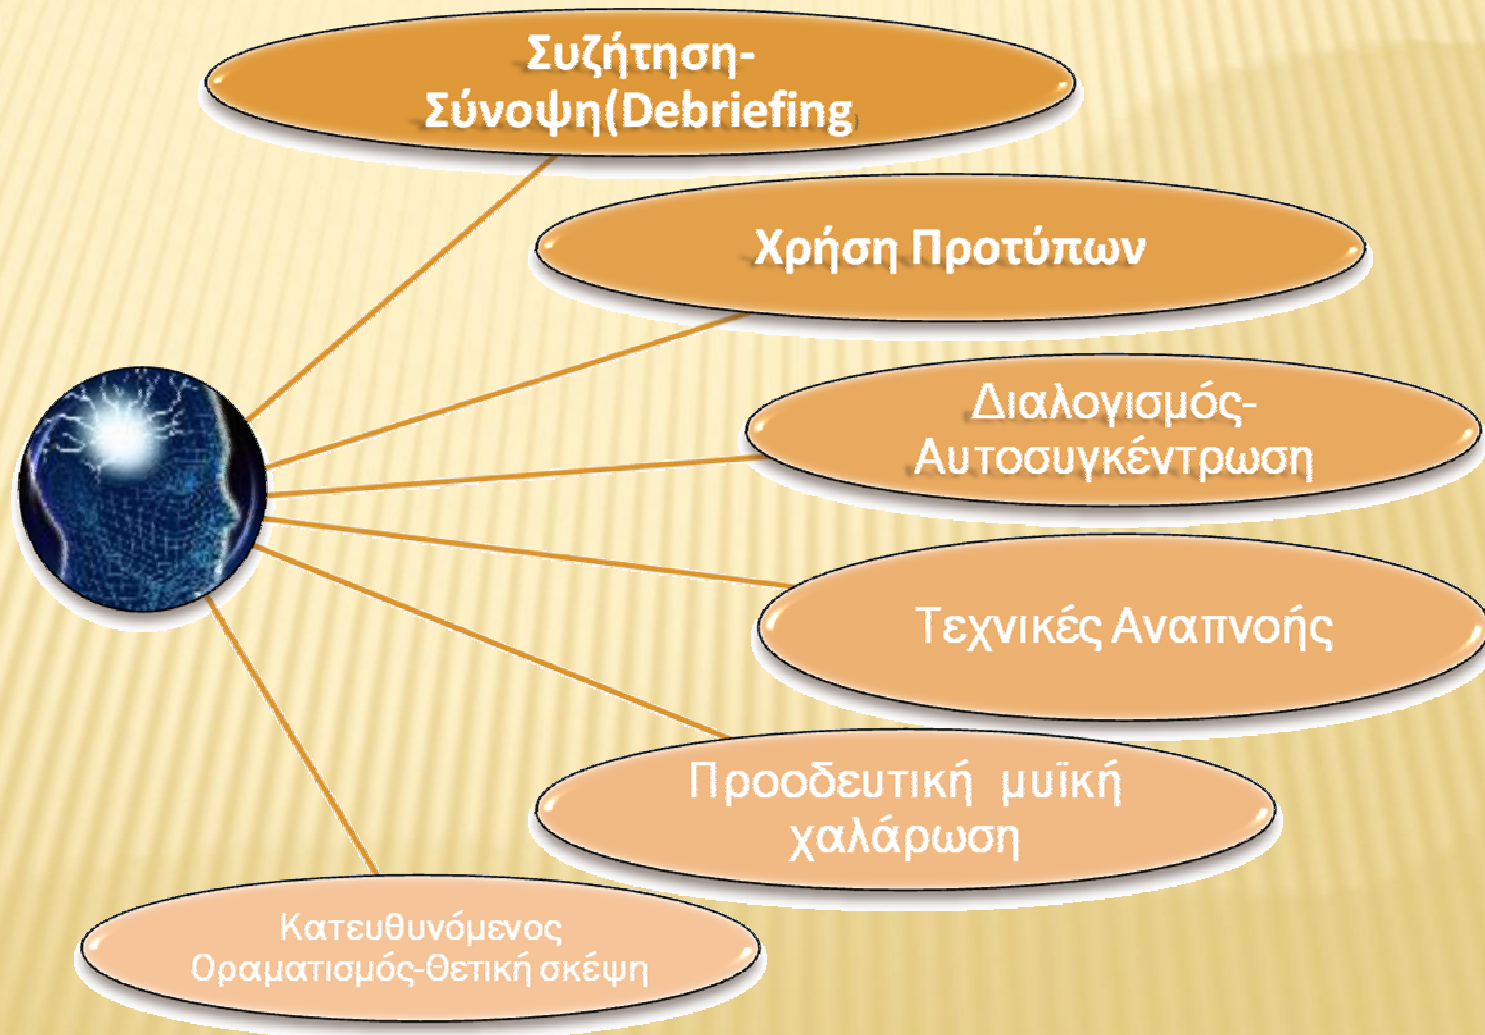 Συζήτηση-
Σύνοψη(Debriefing)
Χρήση Προτύπων
Διαλογισμός-
Αυτοσυγκέντρωση
Τεχνικές Αναπνοής
Προοδευτική μυϊκή
χαλάρωση
Κατευθυνόμενος
Οραματισμός-Θετική σκέψη